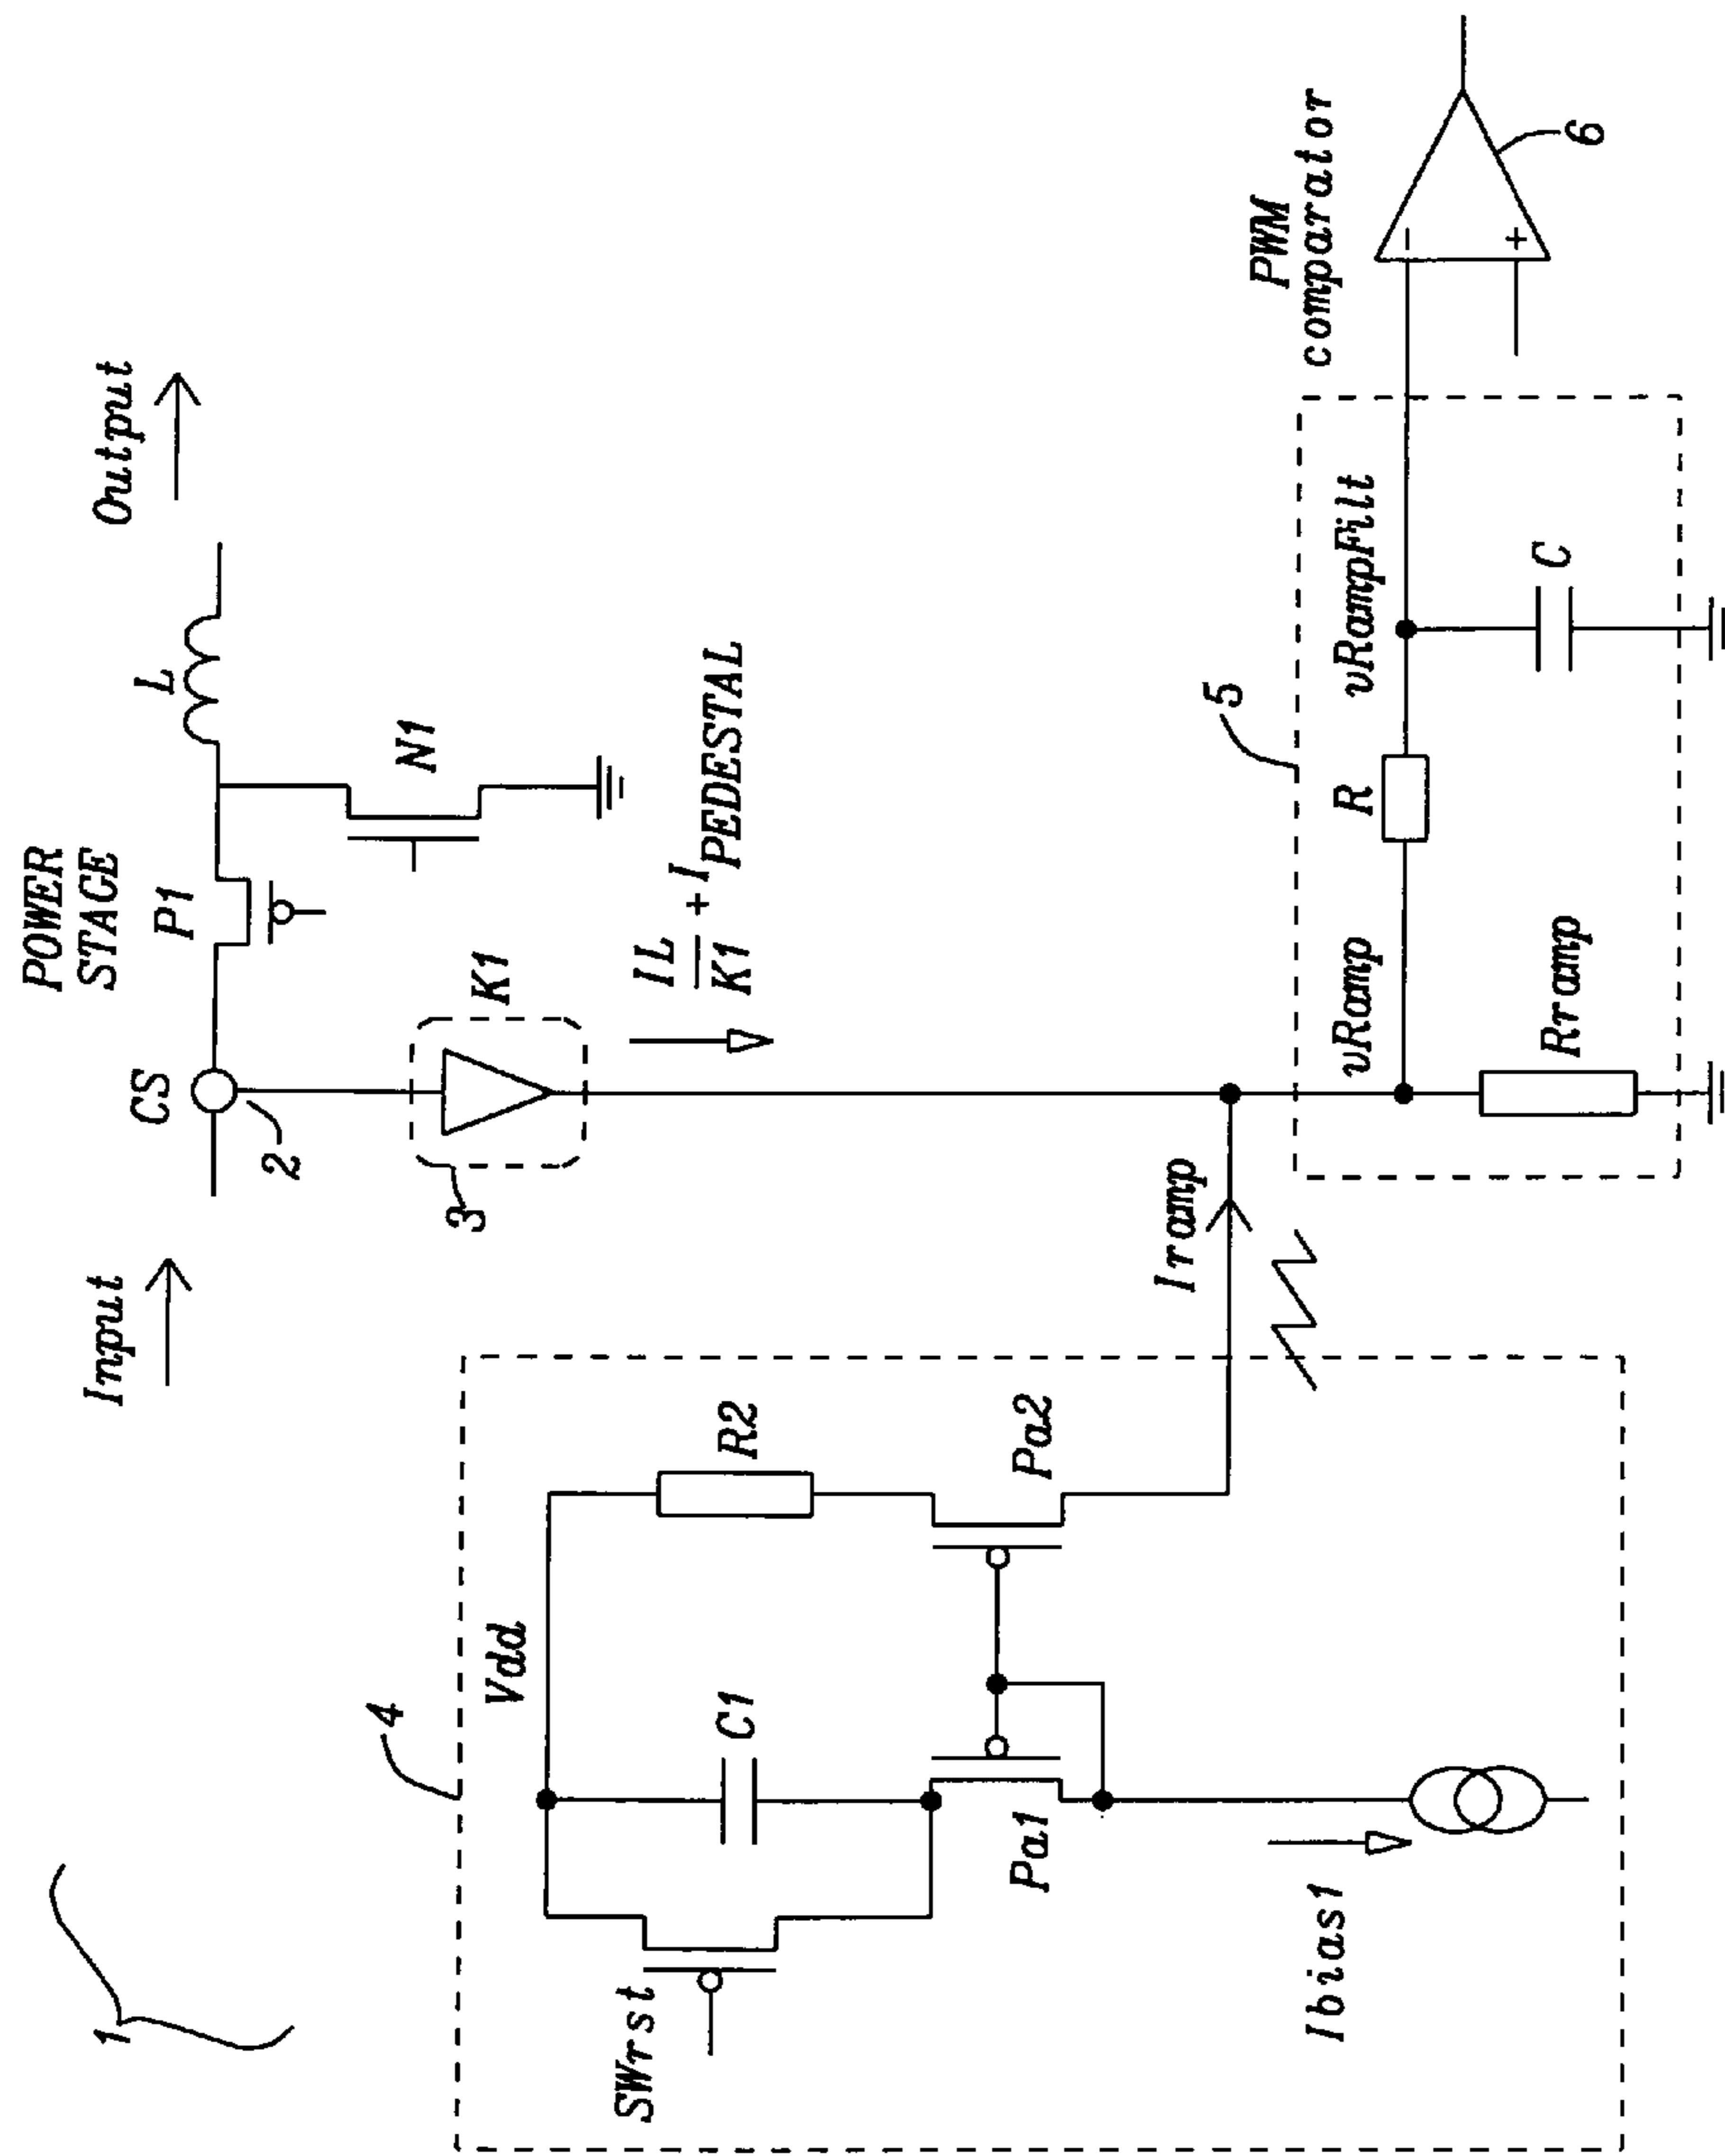 1
Input
Output
POWER
STAGE
CS
2
P1
L
N1
3
K1
IL/K1 + I PEDESTAL
4
Vdd
SWrst
C1
R2
Pa1
Pa2
Ibias1
Iramp
5
vRamp
R
vRampFilt
Rramp
C
PWM
comparator
−
+
6